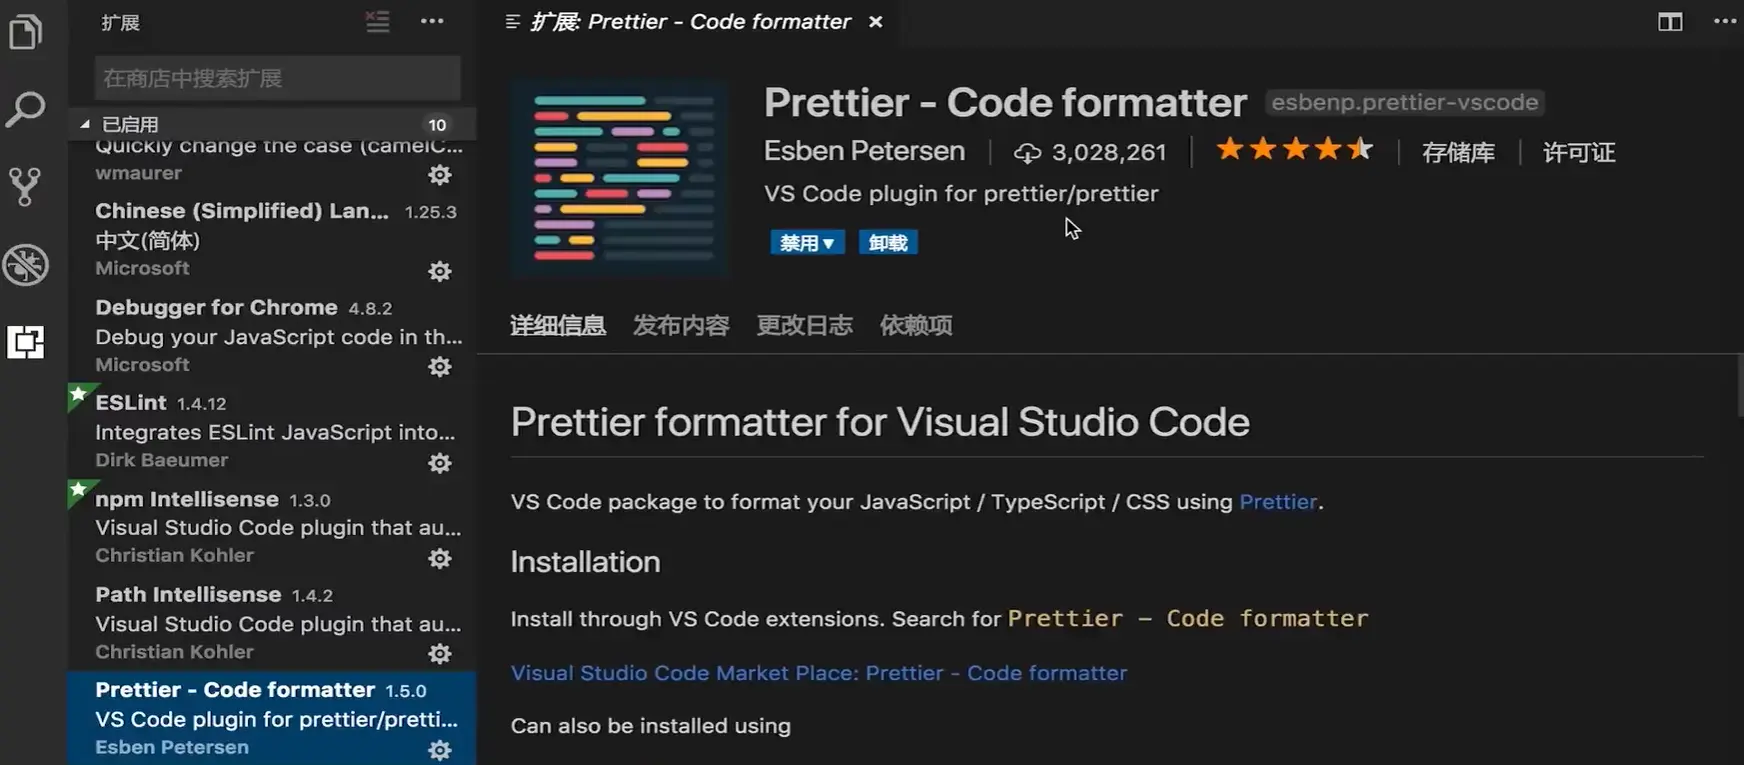 扩展
在商店中搜索扩展
已启用 10
Quickly change the case (camelC...
wmaurer
Chinese (Simplified) Lan... 1.25.3
中文(简体)
Microsoft
Debugger for Chrome 4.8.2
Debug your JavaScript code in th...
Microsoft
ESLint 1.4.12
Integrates ESLint JavaScript into...
Dirk Baeumer
npm Intellisense 1.3.0
Visual Studio Code plugin that au...
Christian Kohler
Path Intellisense 1.4.2
Visual Studio Code plugin that au...
Christian Kohler
Prettier - Code formatter 1.5.0
VS Code plugin for prettier/pretti...
Esben Petersen
扩展: Prettier - Code formatter
Prettier - Code formatter esbenp.prettier-vscode
Esben Petersen 3,028,261 存储库 许可证
VS Code plugin for prettier/prettier
禁用 卸载
详细信息 发布内容 更改日志 依赖项
Prettier formatter for Visual Studio Code
VS Code package to format your JavaScript / TypeScript / CSS using Prettier.
Installation
Install through VS Code extensions. Search for Prettier - Code formatter
Visual Studio Code Market Place: Prettier - Code formatter
Can also be installed using